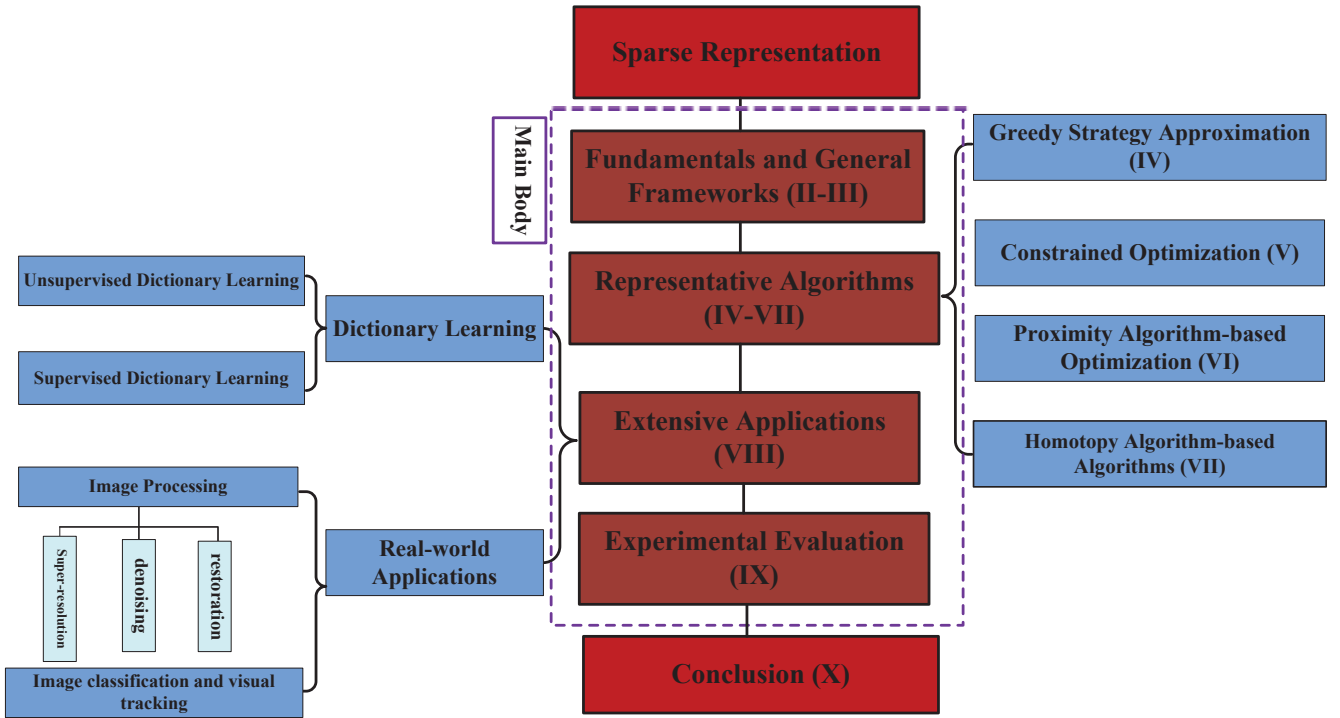 Sparse Representation
Main Body
Fundamentals and General
Frameworks (II-III)
Greedy Strategy Approximation
(IV)
Constrained Optimization (V)
Representative Algorithms
(IV-VII)
Proximity Algorithm-based
Optimization (VI)
Homotopy Algorithm-based
Algorithms (VII)
Unsupervised Dictionary Learning
Dictionary Learning
Supervised Dictionary Learning
Extensive Applications
(VIII)
Image Processing
Super-resolution
denoising
restoration
Real-world
Applications
Image classification and visual
tracking
Experimental Evaluation
(IX)
Conclusion (X)